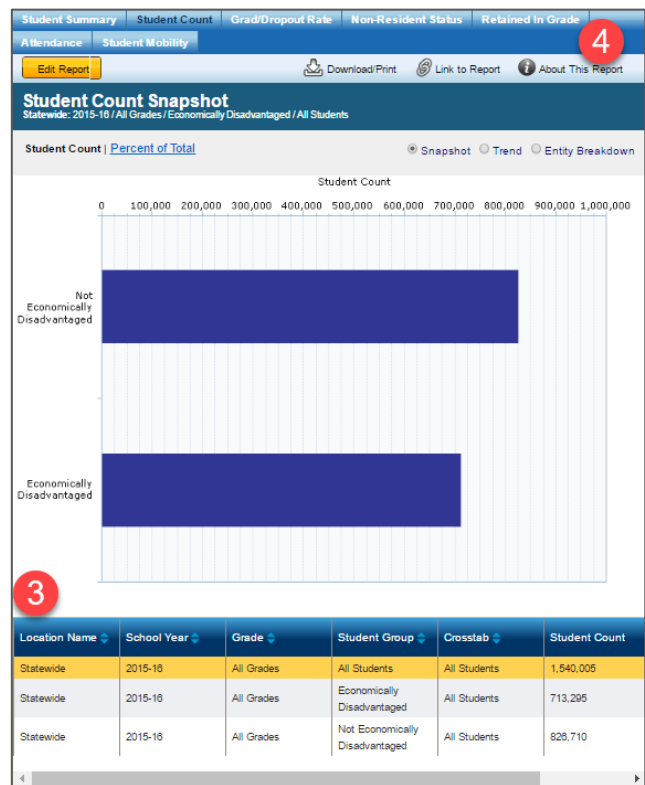 Student Summary Student Count Grad/Dropout Rate Non-Resident Status Retained In Grade
Attendance Student Mobility
4
Edit Report Download/Print Link to Report About This Report
Student Count Snapshot
Statewide: 2015-16 / All Grades / Economically Disadvantaged / All Students
Student Count | Percent of Total Snapshot Trend Entity Breakdown
Student Count
0 100,000 200,000 300,000 400,000 500,000 600,000 700,000 800,000 900,000 1,000,000
Not
Economically
Disadvantaged
Economically
Disadvantaged
3
Location Name School Year Grade Student Group Crosstab Student Count
Statewide 2015-16 All Grades All Students All Students 1,540,005
Statewide 2015-16 All Grades Economically Disadvantaged All Students 713,295
Statewide 2015-16 All Grades Not Economically Disadvantaged All Students 826,710